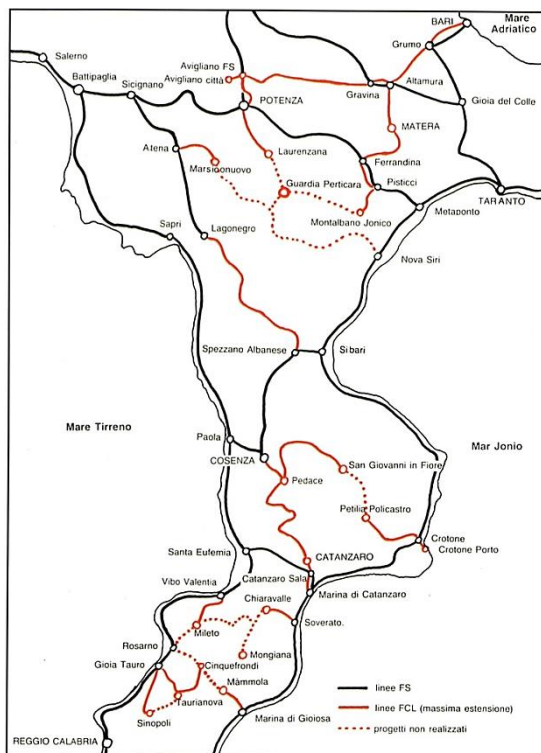 BARI
Mare
Adriatico
Salerno
Grumo
Avigliano FS
Battipaglia
Sicignano
Avigliano città
Altamura
Gravina
POTENZA
Gioia del Colle
MATERA
Atena
Laurenzana
Ferrandina
Marsiconuovo
Guardia Perticara
Pisticci
TARANTO
Montalbano Jonico
Metaponto
Sapri
Lagonegro
Nova Siri
Spezzano Albanese
Sibari
Mare Tirreno
Paola
Mar Jonio
COSENZA
San Giovanni in Fiore
Pedace
Petilia Policastro
Crotone
Crotone Porto
Santa Eufemia
CATANZARO
Vibo Valentia
Catanzaro Sala
Chiaravalle
Marina di Catanzaro
Soverato.
Mileto
Rosarno
Mongiana
Gioia Tauro
Cinquefrondi
Màmmola
linee FS
Taurianova
linee FCL (massima estensione)
Sinopoli
Marina di Gioiosa
progetti non realizzati
REGGIO CALABRIA